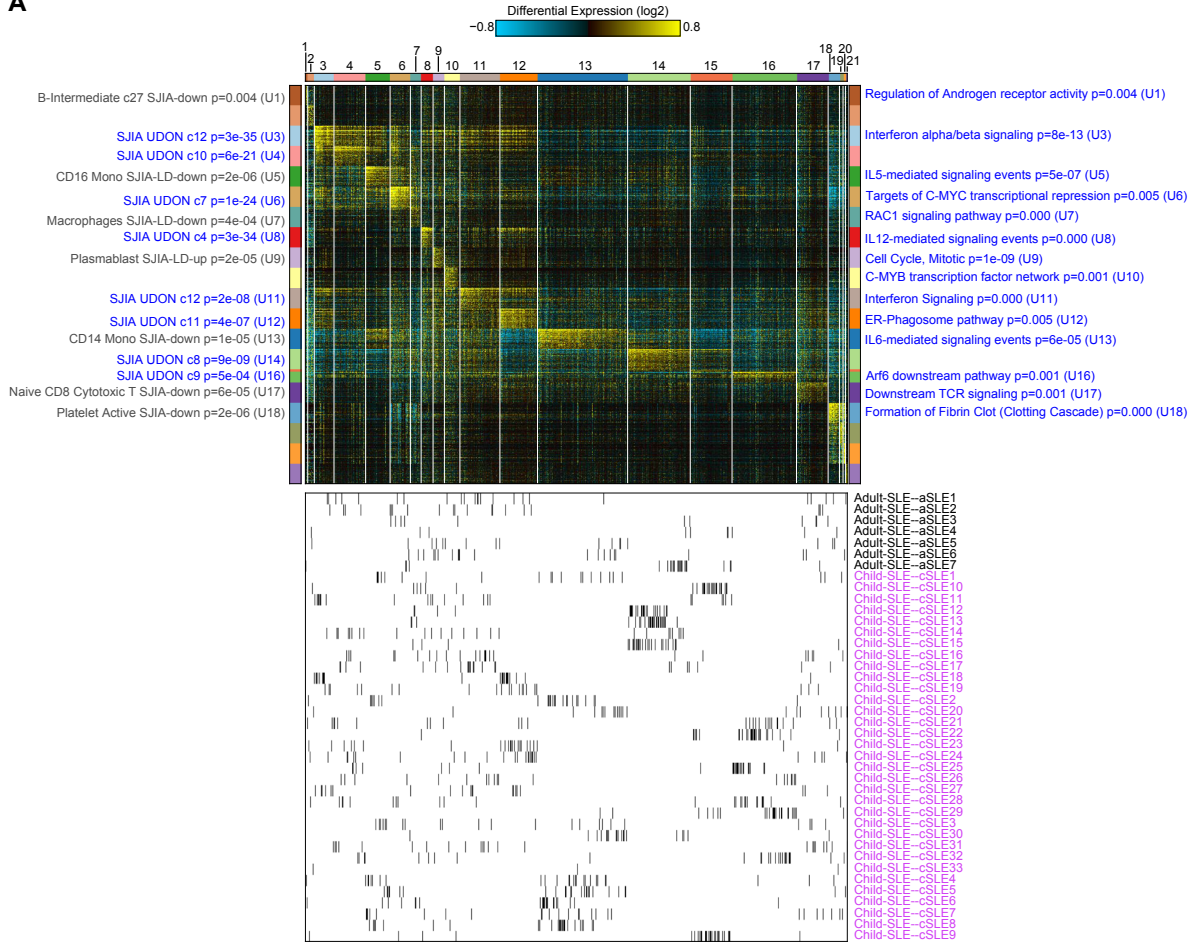 A
Differential Expression (log2)
−0.8 0.8
1 2 3 4 5 6 7 8 9 10 11 12 13 14 15 16 17 18 19 20 21
B-Intermediate c27 SJIA-down p=0.004 (U1)
SJIA UDON c12 p=3e-35 (U3)
SJIA UDON c10 p=6e-21 (U4)
CD16 Mono SJIA-LD-down p=2e-06 (U5)
SJIA UDON c7 p=1e-24 (U6)
Macrophages SJIA-LD-down p=4e-04 (U7)
SJIA UDON c4 p=3e-34 (U8)
Plasmablast SJIA-LD-up p=2e-05 (U9)
SJIA UDON c12 p=2e-08 (U11)
SJIA UDON c11 p=4e-07 (U12)
CD14 Mono SJIA-down p=1e-05 (U13)
SJIA UDON c8 p=9e-09 (U14)
SJIA UDON c9 p=5e-04 (U16)
Naive CD8 Cytotoxic T SJIA-down p=6e-05 (U17)
Platelet Active SJIA-down p=2e-06 (U18)
Regulation of Androgen receptor activity p=0.004 (U1)
Interferon alpha/beta signaling p=8e-13 (U3)
IL5-mediated signaling events p=5e-07 (U5)
Targets of C-MYC transcriptional repression p=0.005 (U6)
RAC1 signaling pathway p=0.000 (U7)
IL12-mediated signaling events p=0.000 (U8)
Cell Cycle, Mitotic p=1e-09 (U9)
C-MYB transcription factor network p=0.001 (U10)
Interferon Signaling p=0.000 (U11)
ER-Phagosome pathway p=0.005 (U12)
IL6-mediated signaling events p=6e-05 (U13)
Arf6 downstream pathway p=0.001 (U16)
Downstream TCR signaling p=0.001 (U17)
Formation of Fibrin Clot (Clotting Cascade) p=0.000 (U18)
Adult-SLE--aSLE1
Adult-SLE--aSLE2
Adult-SLE--aSLE3
Adult-SLE--aSLE4
Adult-SLE--aSLE5
Adult-SLE--aSLE6
Adult-SLE--aSLE7
Child-SLE--cSLE1
Child-SLE--cSLE10
Child-SLE--cSLE11
Child-SLE--cSLE12
Child-SLE--cSLE13
Child-SLE--cSLE14
Child-SLE--cSLE15
Child-SLE--cSLE16
Child-SLE--cSLE17
Child-SLE--cSLE18
Child-SLE--cSLE19
Child-SLE--cSLE2
Child-SLE--cSLE20
Child-SLE--cSLE21
Child-SLE--cSLE22
Child-SLE--cSLE23
Child-SLE--cSLE24
Child-SLE--cSLE25
Child-SLE--cSLE26
Child-SLE--cSLE27
Child-SLE--cSLE28
Child-SLE--cSLE29
Child-SLE--cSLE3
Child-SLE--cSLE30
Child-SLE--cSLE31
Child-SLE--cSLE32
Child-SLE--cSLE33
Child-SLE--cSLE4
Child-SLE--cSLE5
Child-SLE--cSLE6
Child-SLE--cSLE7
Child-SLE--cSLE8
Child-SLE--cSLE9